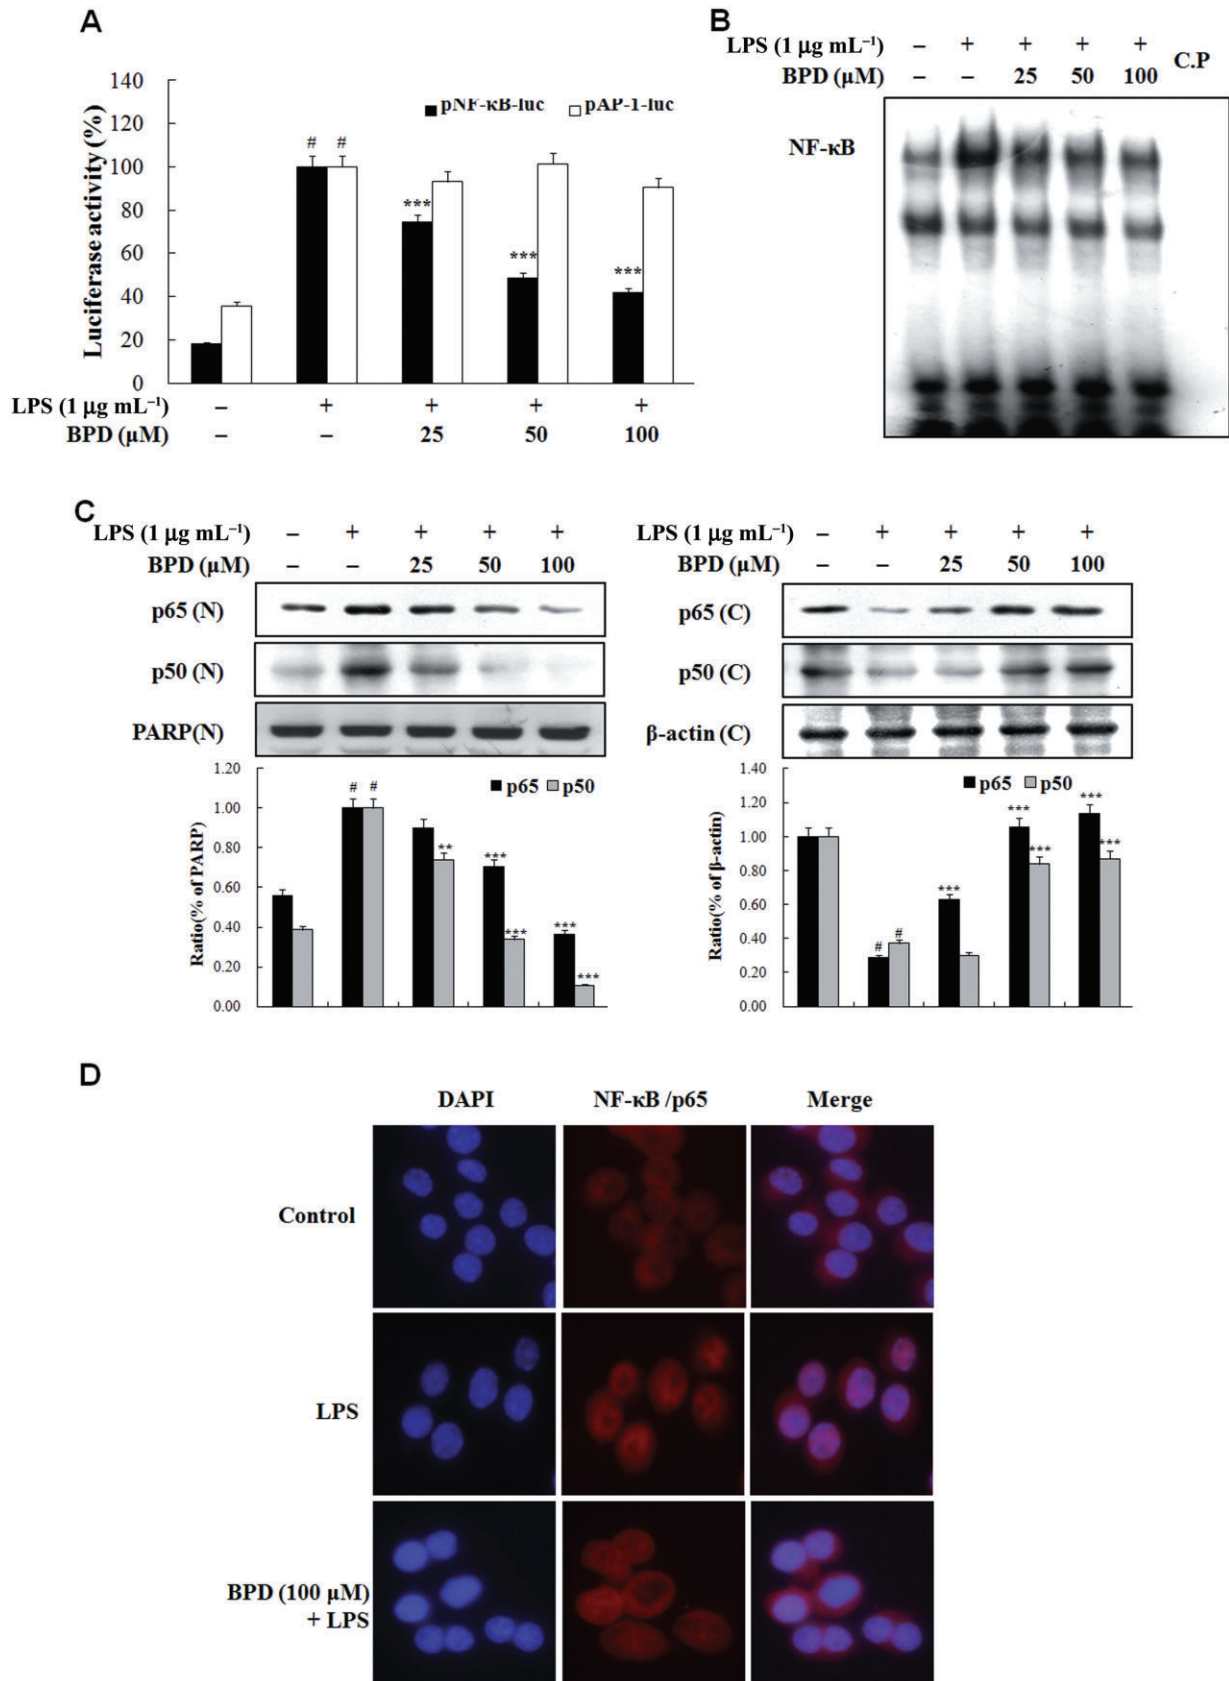 A
140
120
100
80
60
40
20
0
Luciferase activity (%)
pNF-κB-luc pAP-1-luc
# #
***
***
***
LPS (1 μg mL⁻¹) – + + + +
BPD (μM) – – 25 50 100
B
LPS (1 μg mL⁻¹) – + + + +
BPD (μM) – – 25 50 100 C.P
NF-κB
C
LPS (1 μg mL⁻¹) – + + + +
BPD (μM) – – 25 50 100
p65 (N)
p50 (N)
PARP(N)
1.20
1.00
0.80
0.60
0.40
0.20
0.00
Ratio(% of PARP)
p65 p50
# #
**
***
***
***
***
LPS (1 μg mL⁻¹) – + + + +
BPD (μM) – – 25 50 100
p65 (C)
p50 (C)
β-actin (C)
1.40
1.20
1.00
0.80
0.60
0.40
0.20
0.00
Ratio(% of β-actin)
p65 p50
# #
***
***
***
***
***
D
DAPI NF-κB /p65 Merge
Control
LPS
BPD (100 μM)
+ LPS